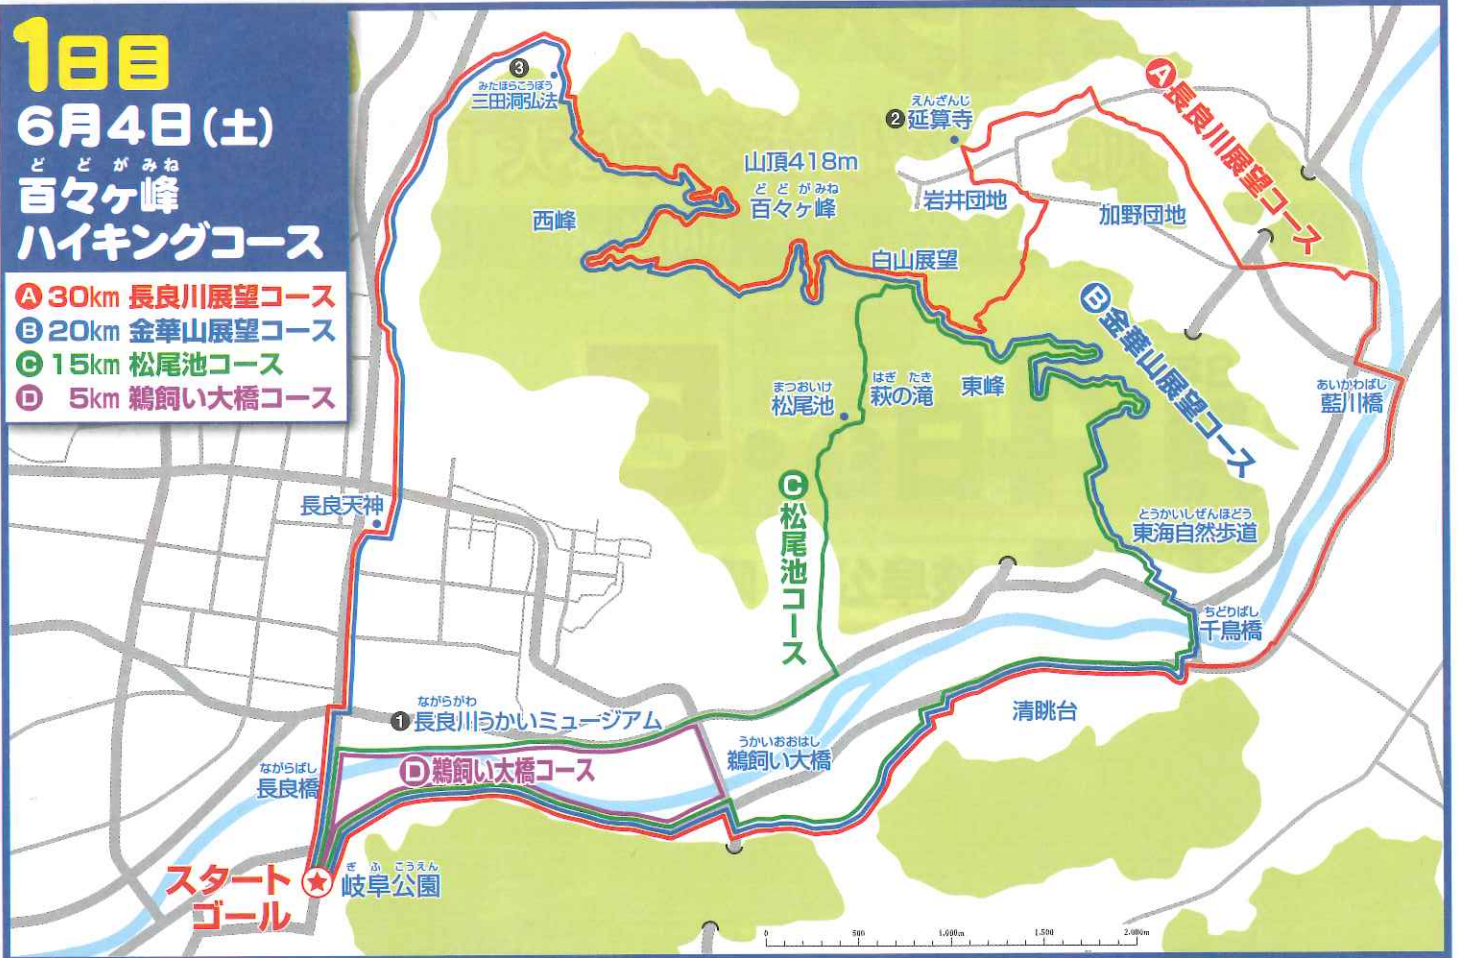 1日目
6月4日(土)
どどがみね
百々ヶ峰
ハイキングコース
A 30km 長良川展望コース
B 20km 金華山展望コース
C 15km 松尾池コース
D 5km 鵜飼い大橋コース
3
みたほらこうぼう
三田洞弘法
えんざんじ
2 延算寺
A 長良川展望コース
山頂418m
どどがみね
百々ヶ峰
岩井団地
加野団地
西峰
白山展望
B 金華山展望コース
まつおいけ
松尾池
はぎ たき
萩の滝
東峰
あいかわばし
藍川橋
C 松尾池コース
長良天神
とうかいしぜんほどう
東海自然歩道
ちどりばし
千鳥橋
清眺台
ながらがわ
1 長良川うかいミュージアム
うかいおおはし
鵜飼い大橋
D 鵜飼い大橋コース
ながらばし
長良橋
スタート
ゴール
ぎふこうえん
岐阜公園
0 500 1,000m 1,500 2,000m